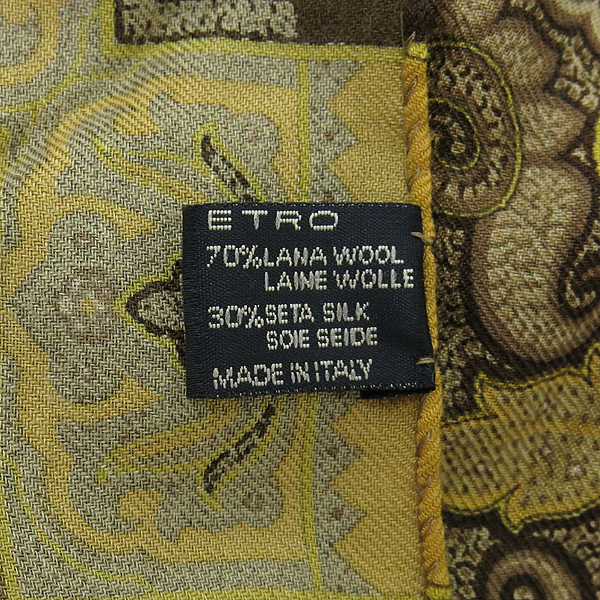 ETRO
70% LANA WOOL
LAINE WOLLE
30% SETA SILK
SOIE SEIDE
MADE IN ITALY